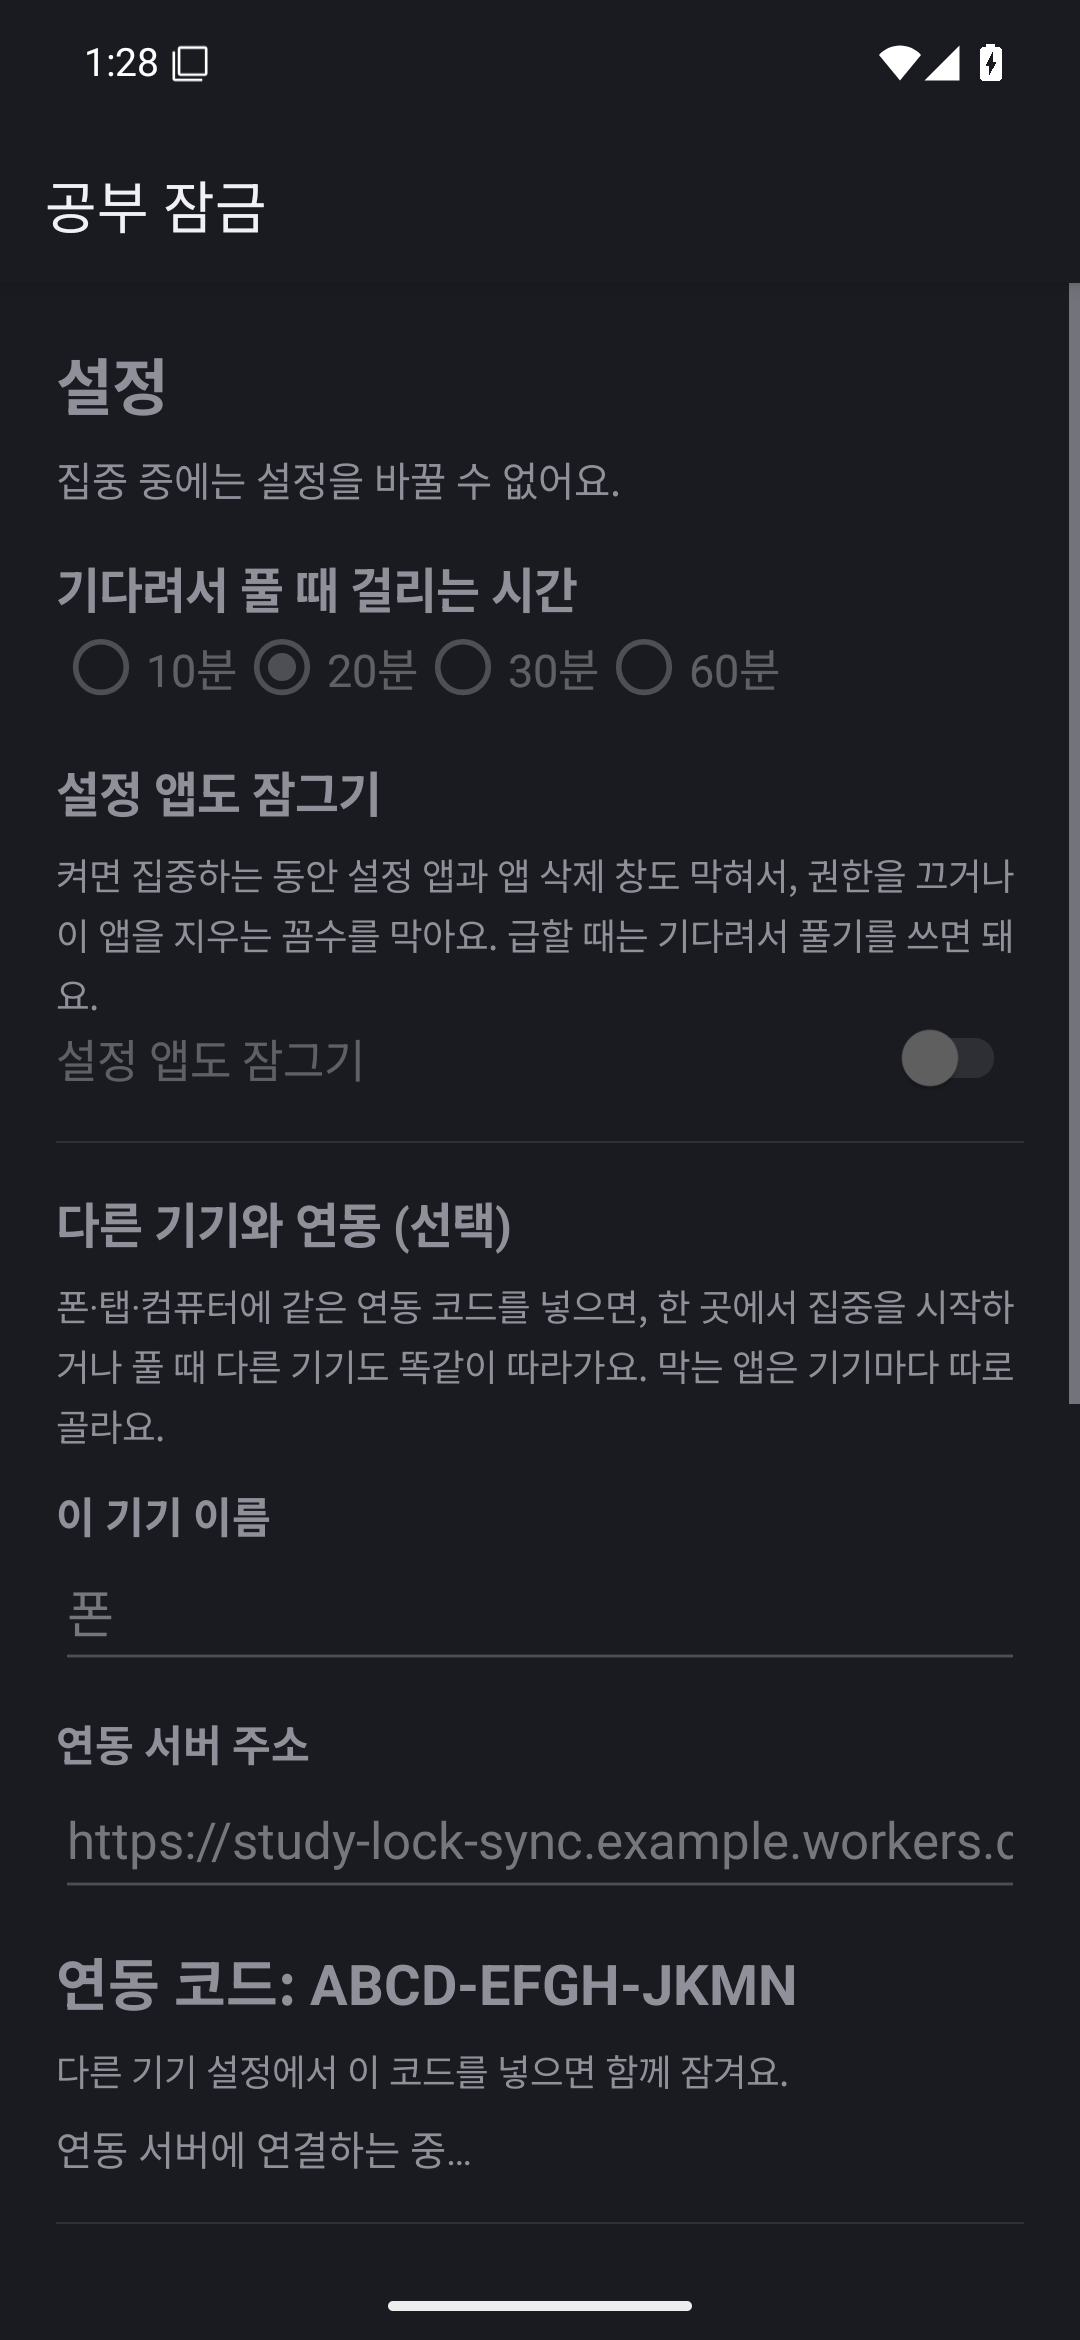 1:28
공부 잠금
설정
집중 중에는 설정을 바꿀 수 없어요.
기다려서 풀 때 걸리는 시간
10분 20분 30분 60분
설정 앱도 잠그기
켜면 집중하는 동안 설정 앱과 앱 삭제 창도 막혀서, 권한을 끄거나
이 앱을 지우는 꼼수를 막아요. 급할 때는 기다려서 풀기를 쓰면 돼
요.
설정 앱도 잠그기
다른 기기와 연동 (선택)
폰·탭·컴퓨터에 같은 연동 코드를 넣으면, 한 곳에서 집중을 시작하
거나 풀 때 다른 기기도 똑같이 따라가요. 막는 앱은 기기마다 따로
골라요.
이 기기 이름
폰
연동 서버 주소
https://study-lock-sync.example.workers.d
연동 코드: ABCD-EFGH-JKMN
다른 기기 설정에서 이 코드를 넣으면 함께 잠겨요.
연동 서버에 연결하는 중…